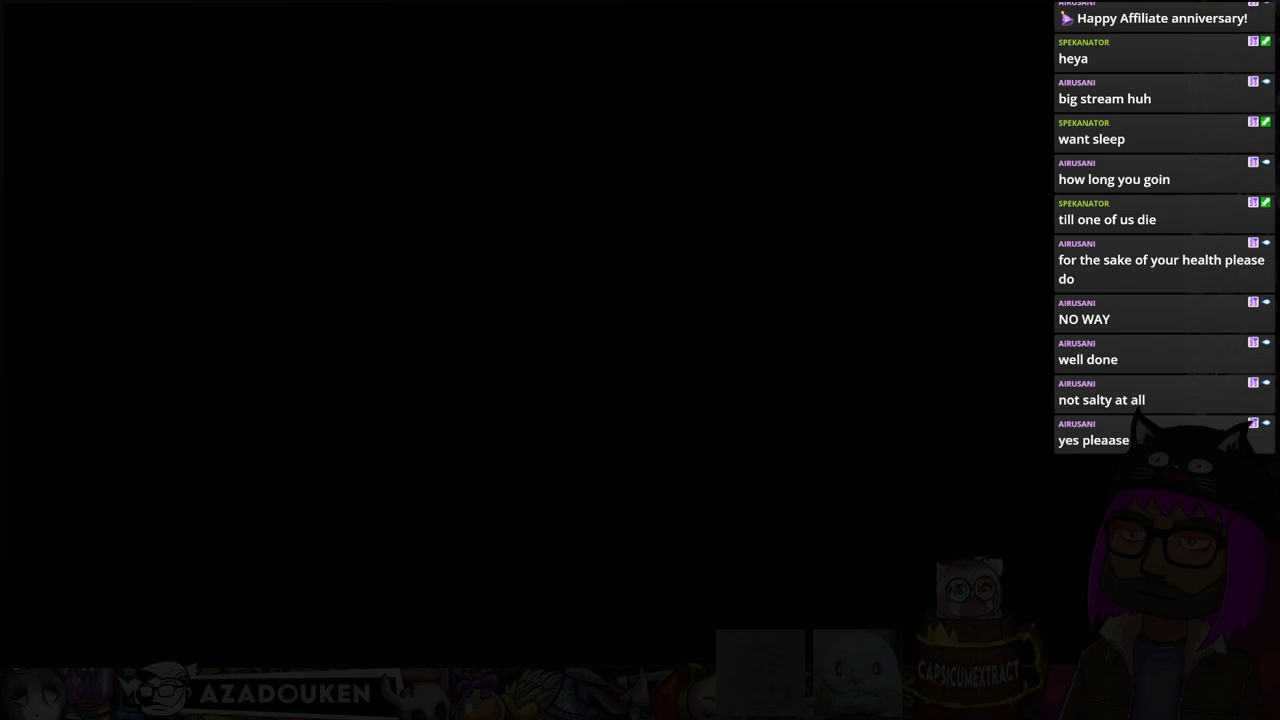 AIRUSANI
Happy Affiliate anniversary!
SPEKANATOR
heya
AIRUSANI
big stream huh
SPEKANATOR
want sleep
AIRUSANI
how long you goin
SPEKANATOR
till one of us die
AIRUSANI
for the sake of your health please
do
AIRUSANI
NO WAY
AIRUSANI
well done
AIRUSANI
not salty at all
AIRUSANI
yes pleaase
CAPSICUMEXTRACT
AZADOUKEN